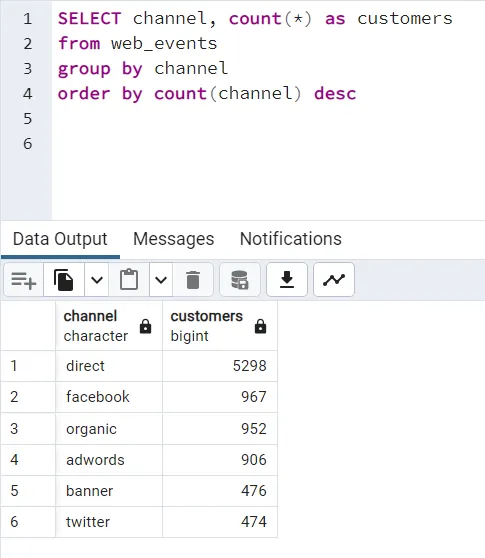 1 SELECT channel, count(*) as customers
2 from web_events
3 group by channel
4 order by count(channel) desc
5
6
Data Output Messages Notifications
channel customers
character bigint
1 direct 5298
2 facebook 967
3 organic 952
4 adwords 906
5 banner 476
6 twitter 474